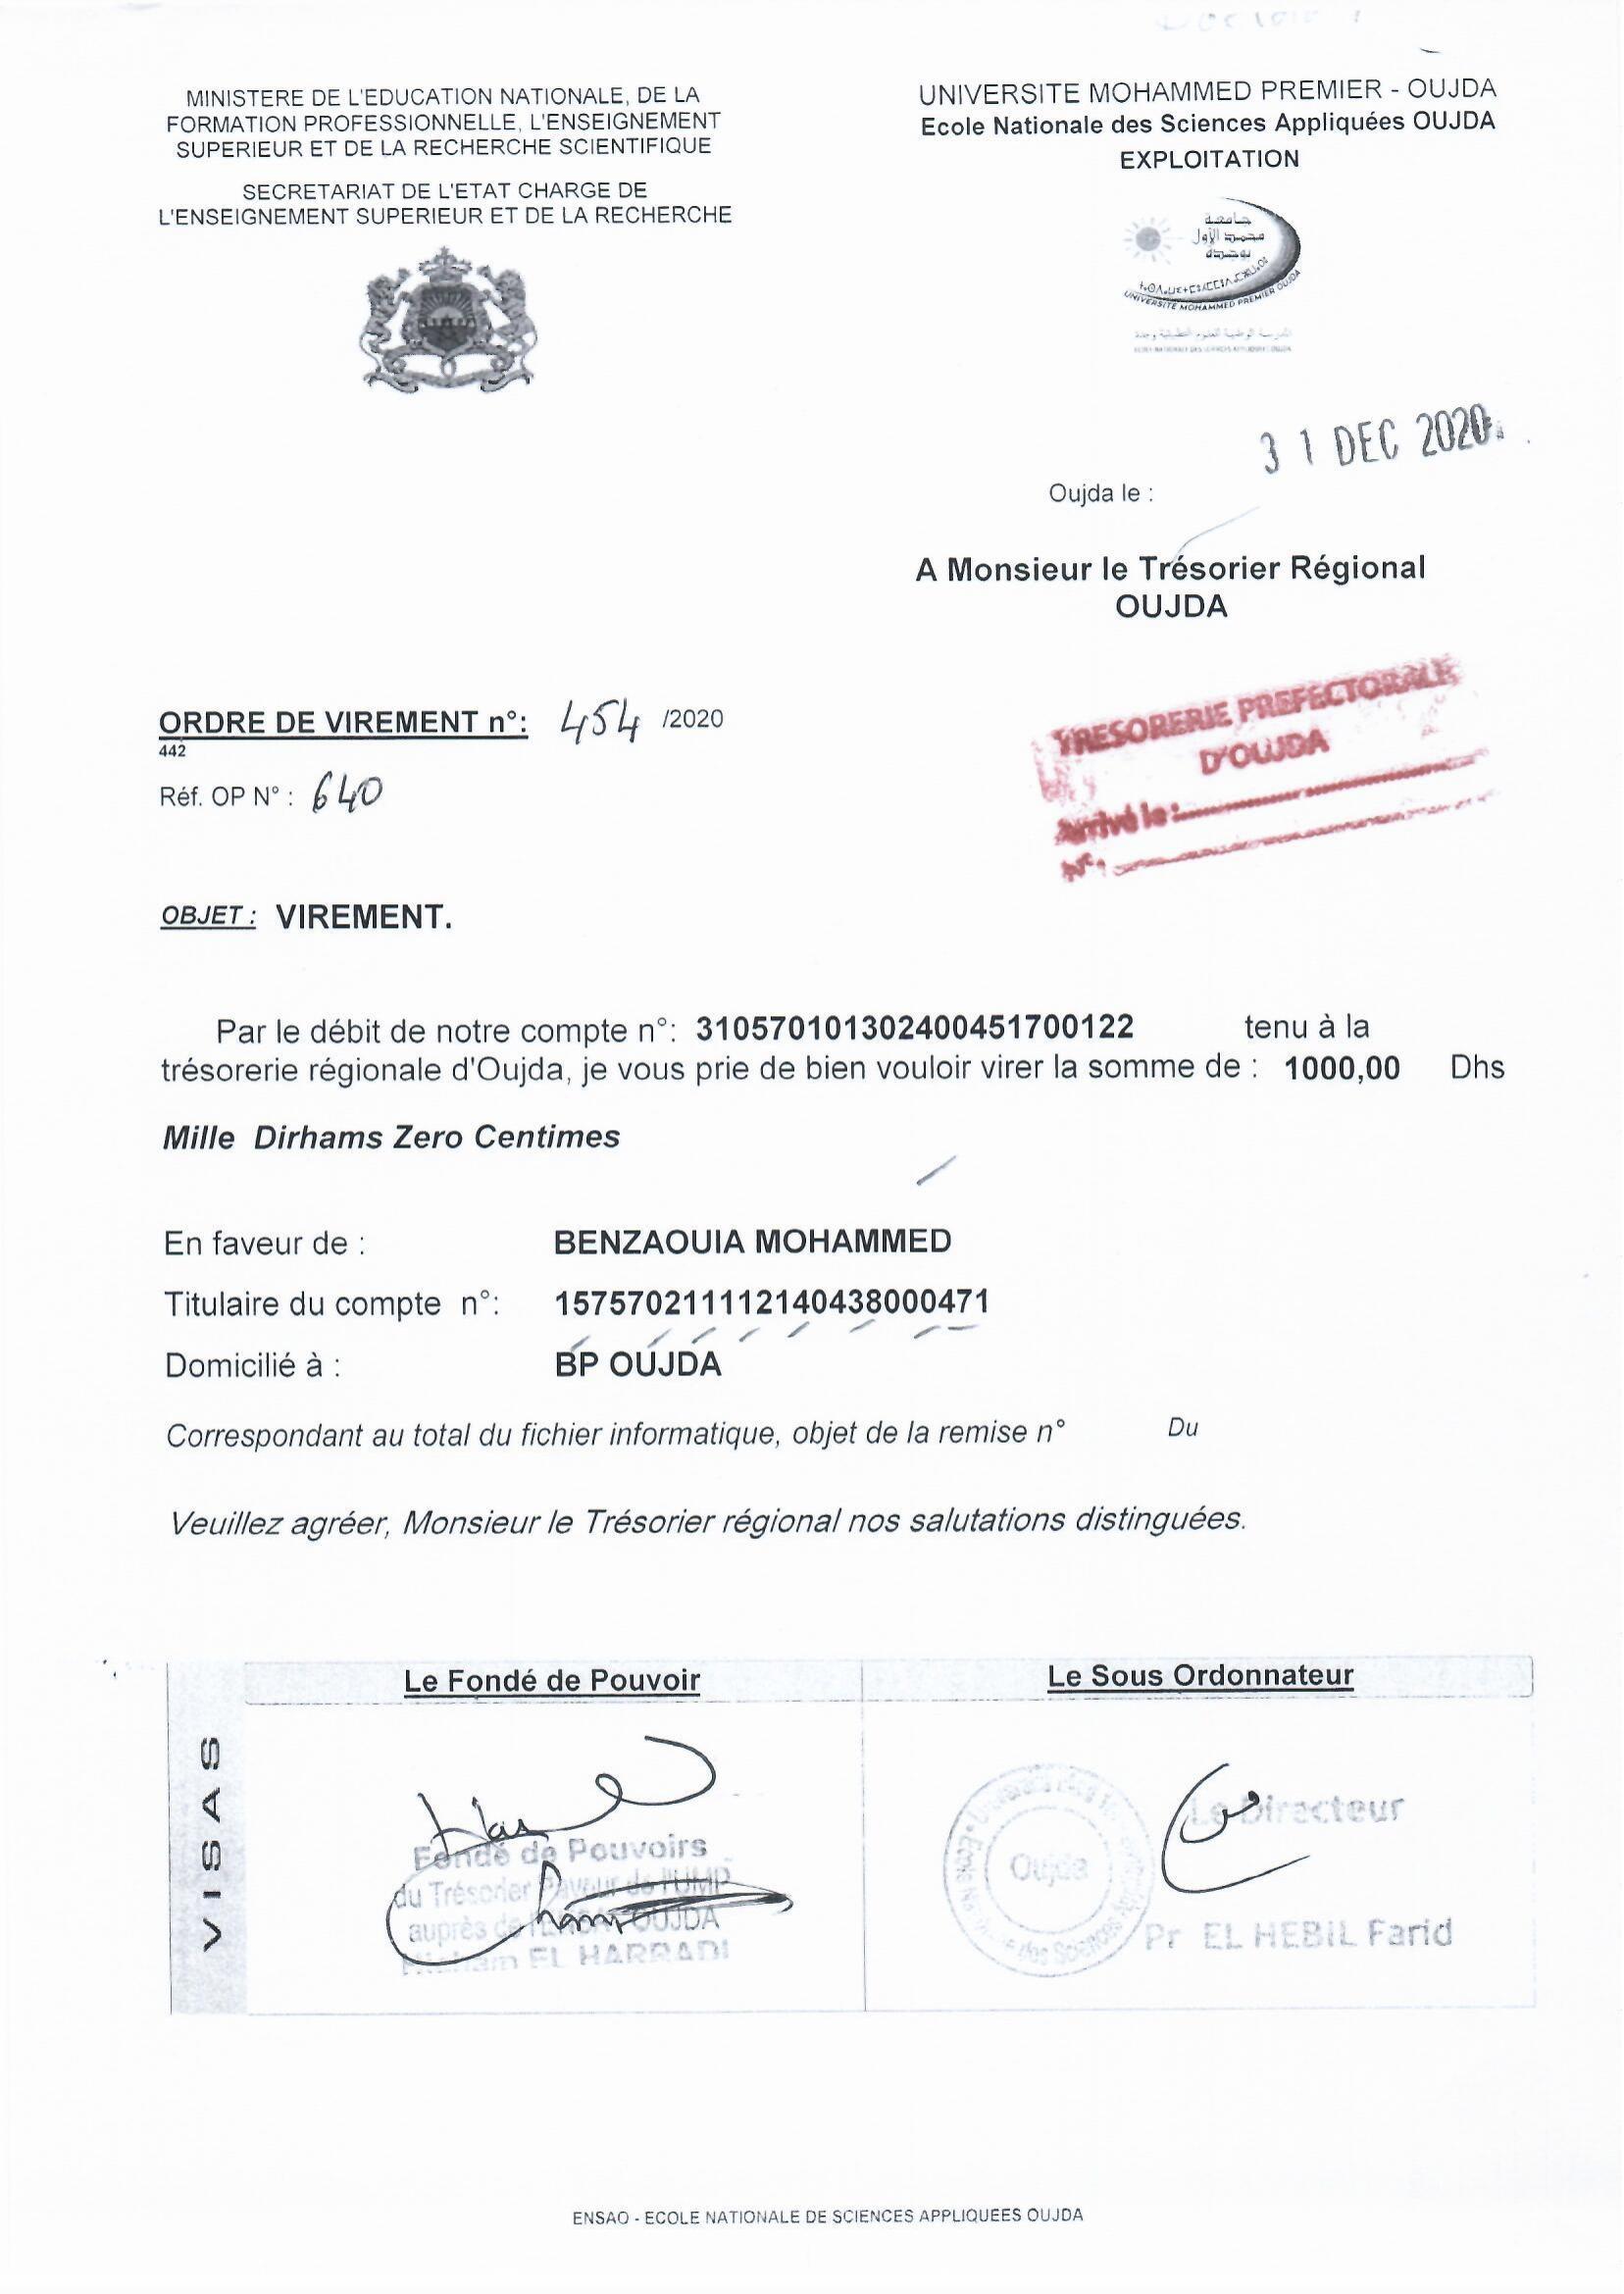 MINISTERE DE L'EDUCATION NATIONALE, DE LA
FORMATION PROFESSIONNELLE, L'ENSEIGNEMENT
SUPERIEUR ET DE LA RECHERCHE SCIENTIFIQUE
SECRETARIAT DE L'ETAT CHARGE DE
L'ENSEIGNEMENT SUPERIEUR ET DE LA RECHERCHE
UNIVERSITE MOHAMMED PREMIER - OUJDA
Ecole Nationale des Sciences Appliquées OUJDA
EXPLOITATION
جامعة
محمد الأول
بوجدة
UNIVERSITE MOHAMMED PREMIER OUJDA
31 DEC 2020
Oujda le :
A Monsieur le Trésorier Régional
OUJDA
TRESORERIE PREFECTORALE
D'OUJDA
Arrivé le :
N° :
ORDRE DE VIREMENT n°: 454 /2020
442
Réf. OP N° : 640
OBJET : VIREMENT.
Par le débit de notre compte n°: 310570101302400451700122 tenu à la
trésorerie régionale d'Oujda, je vous prie de bien vouloir virer la somme de : 1000,00 Dhs
Mille Dirhams Zero Centimes
En faveur de : BENZAOUIA MOHAMMED
Titulaire du compte n°: 157570211112140438000471
Domicilié à : BP OUJDA
Correspondant au total du fichier informatique, objet de la remise n° Du
Veuillez agréer, Monsieur le Trésorier régional nos salutations distinguées.
VISAS
Le Fondé de Pouvoir
Le Sous Ordonnateur
Fondé de Pouvoirs
du Trésorier Payeur de l'UMP
auprès de OUJDA
EL HARRADI
Oujda
Le Directeur
Pr EL HEBIL Farid
ENSAO - ECOLE NATIONALE DE SCIENCES APPLIQUEES OUJDA